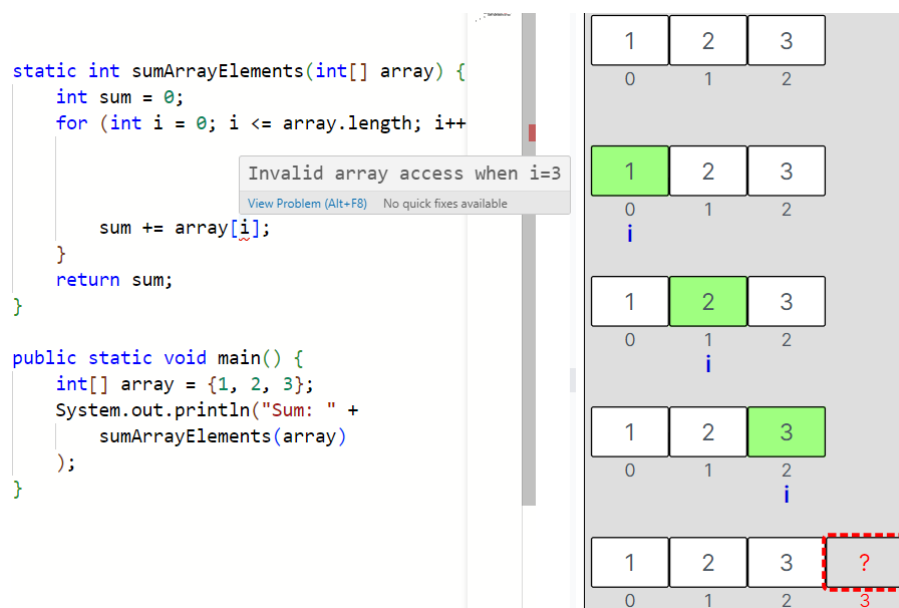 static int sumArrayElements(int[] array) {
int sum = 0;
for (int i = 0; i <= array.length; i++
Invalid array access when i=3
View Problem (Alt+F8) No quick fixes available
sum += array[i];
}
return sum;
}
public static void main() {
int[] array = {1, 2, 3};
System.out.println("Sum: " +
sumArrayElements(array)
);
}
1 2 3
0 1 2
1 2 3
0 1 2
i
1 2 3
0 1 2
i
1 2 3
0 1 2
i
1 2 3 ?
0 1 2 3